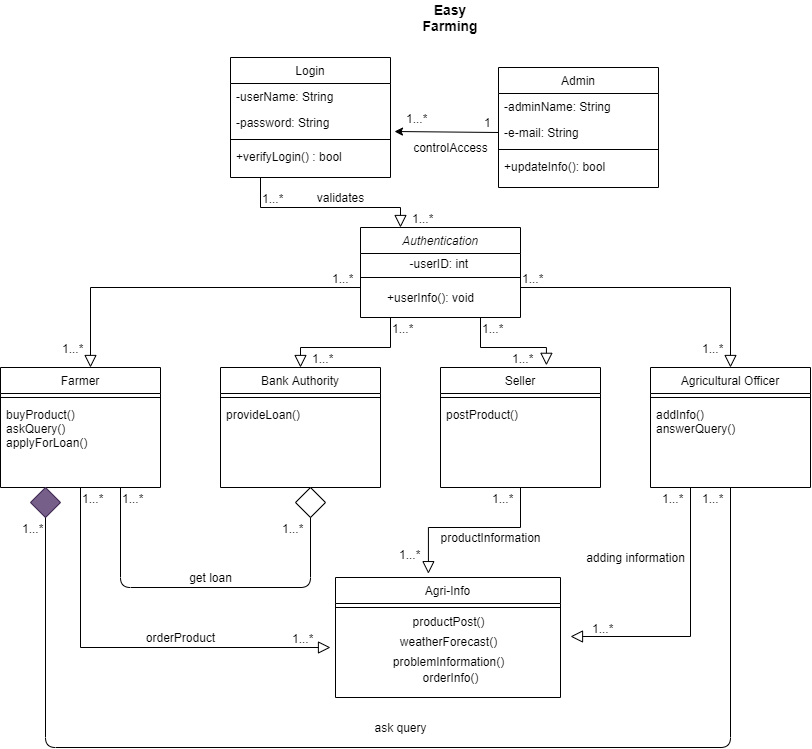 Easy
Farming
Login
-userName: String
-password: String
+verifyLogin() : bool
Admin
-adminName: String
-e-mail: String
+updateInfo(): bool
1...*
1
controlAccess
1...*
validates
1...*
Authentication
-userID: int
+userInfo(): void
1...*
1...*
1...*
1...*
1...*
1...*
1...*
1...*
Farmer
buyProduct()
askQuery()
applyForLoan()
Bank Authority
provideLoan()
Seller
postProduct()
Agricultural Officer
addInfo()
answerQuery()
1...*
1...*
1...*
1...*
1...*
1...*
1...*
productInformation
1...*
adding information
get loan
Agri-Info
productPost()
weatherForecast()
problemInformation()
orderInfo()
orderProduct
1...*
1...*
ask query